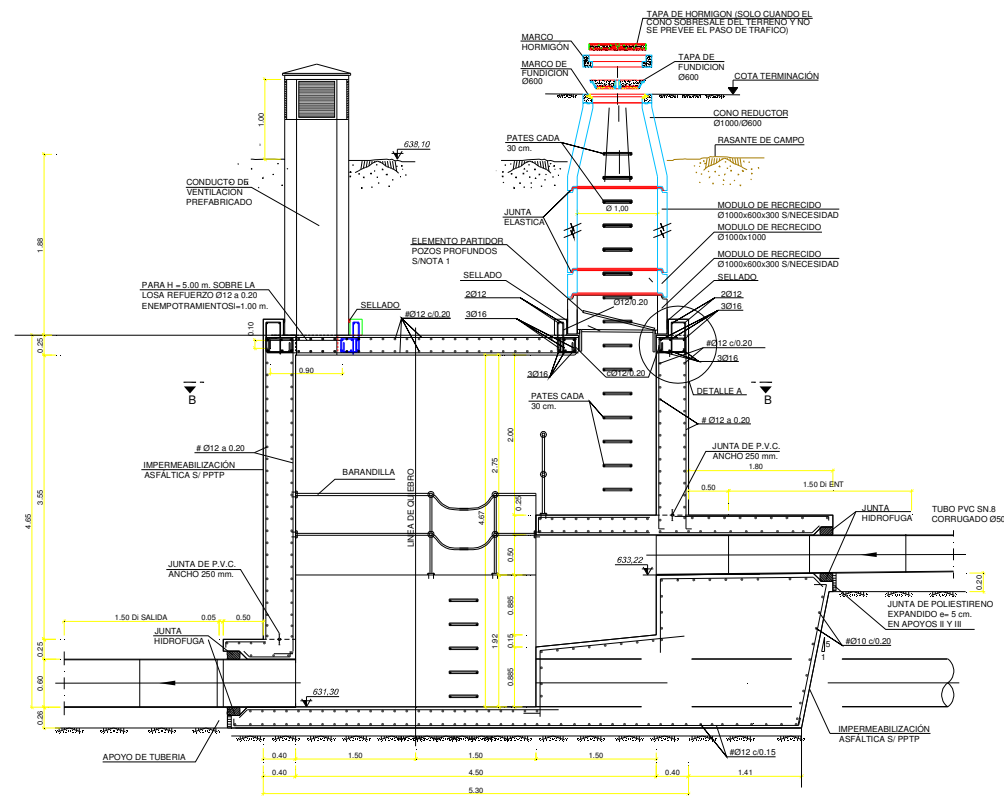 TAPA DE HORMIGON (SOLO CUANDO EL
CONO SOBRESALE DEL TERRENO Y NO
SE PREVEE EL PASO DE TRAFICO)
MARCO
HORMIGÓN
MARCO DE
FUNDICION
Ø600
TAPA DE
FUNDICION
Ø600
COTA TERMINACIÓN
CONO REDUCTOR
Ø1000/Ø600
1.00
PATES CADA
30 cm.
RASANTE DE CAMPO
638,10
CONDUCTO DE
VENTILACION
PREFABRICADO
JUNTA
ELASTICA
Ø 1,00
MODULO DE RECRECIDO
Ø1000x600x300 S/NECESIDAD
MODULO DE RECRECIDO
Ø1000x1000
MODULO DE RECRECIDO
Ø1000x600x300 S/NECESIDAD
1.88
ELEMENTO PARTIDOR
POZOS PROFUNDOS
S/NOTA 1
SELLADO
SELLADO
PARA H = 5.00 m. SOBRE LA
LOSA REFUERZO Ø12 a 0.20
ENEMPOTRAMIENTOSl=1.00 m.
SELLADO
2Ø12
3Ø16
Ø12/0.20
2Ø12
3Ø16
#Ø12 c/0.20
#Ø12 c/0.20
3Ø16
0.10
0.25
0.90
3Ø16
cØ12/0.20
DETALLE A
B
B
PATES CADA
30 cm.
# Ø12 a 0.20
# Ø12 a 0.20
2.00
2.75
IMPERMEABILIZACIÓN
ASFÁLTICA S/ PPTP
BARANDILLA
JUNTA DE P.V.C.
ANCHO 250 mm.
1.80
0.50
1.50 Di ENT
3.55
4.65
LINEA DE QUIEBRO
4.67
0.25
0.50
JUNTA
HIDROFUGA
TUBO PVC SN.8
CORRUGADO Ø50
633,22
0.20
JUNTA DE P.V.C.
ANCHO 250 mm.
JUNTA DE POLIESTIRENO
EXPANDIDO e= 5 cm.
EN APOYOS II Y III
1.50 Di SALIDA
0.05
0.50
0.885
0.15
1.92
0.885
JUNTA
HIDROFUGA
#Ø10 c/0.20
5
1
0.25
0.60
0.26
631,30
IMPERMEABILIZACIÓN
ASFÁLTICA S/ PPTP
APOYO DE TUBERIA
#Ø12 c/0.15
0.40
1.50
1.50
1.50
0.40
4.50
0.40
1.41
5.30